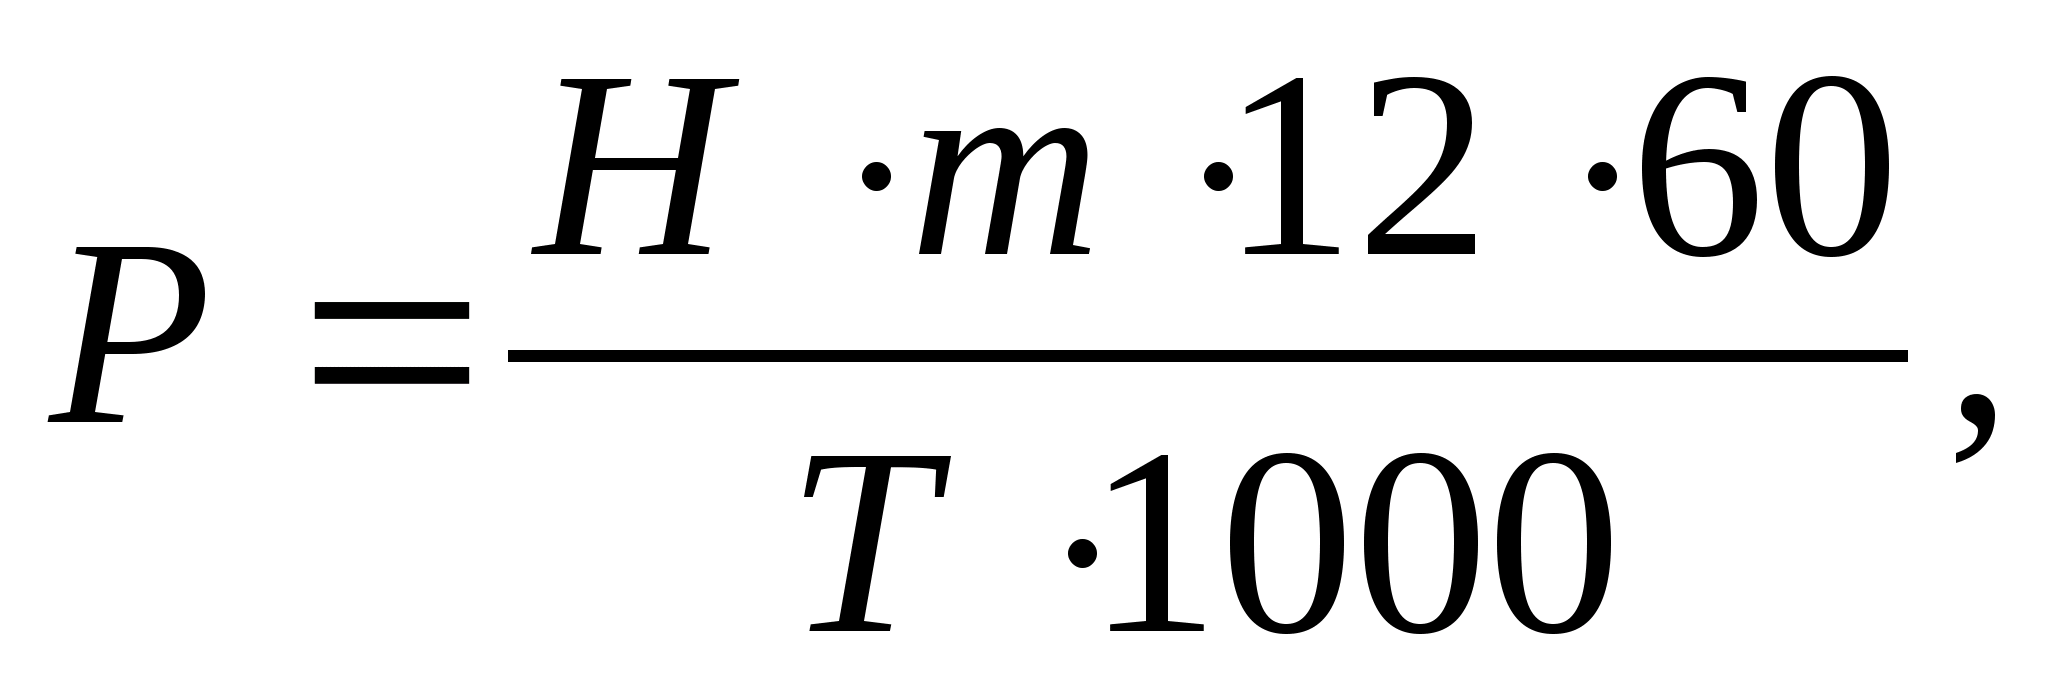 P = H · m · 12 · 60 / T · 1000 ,